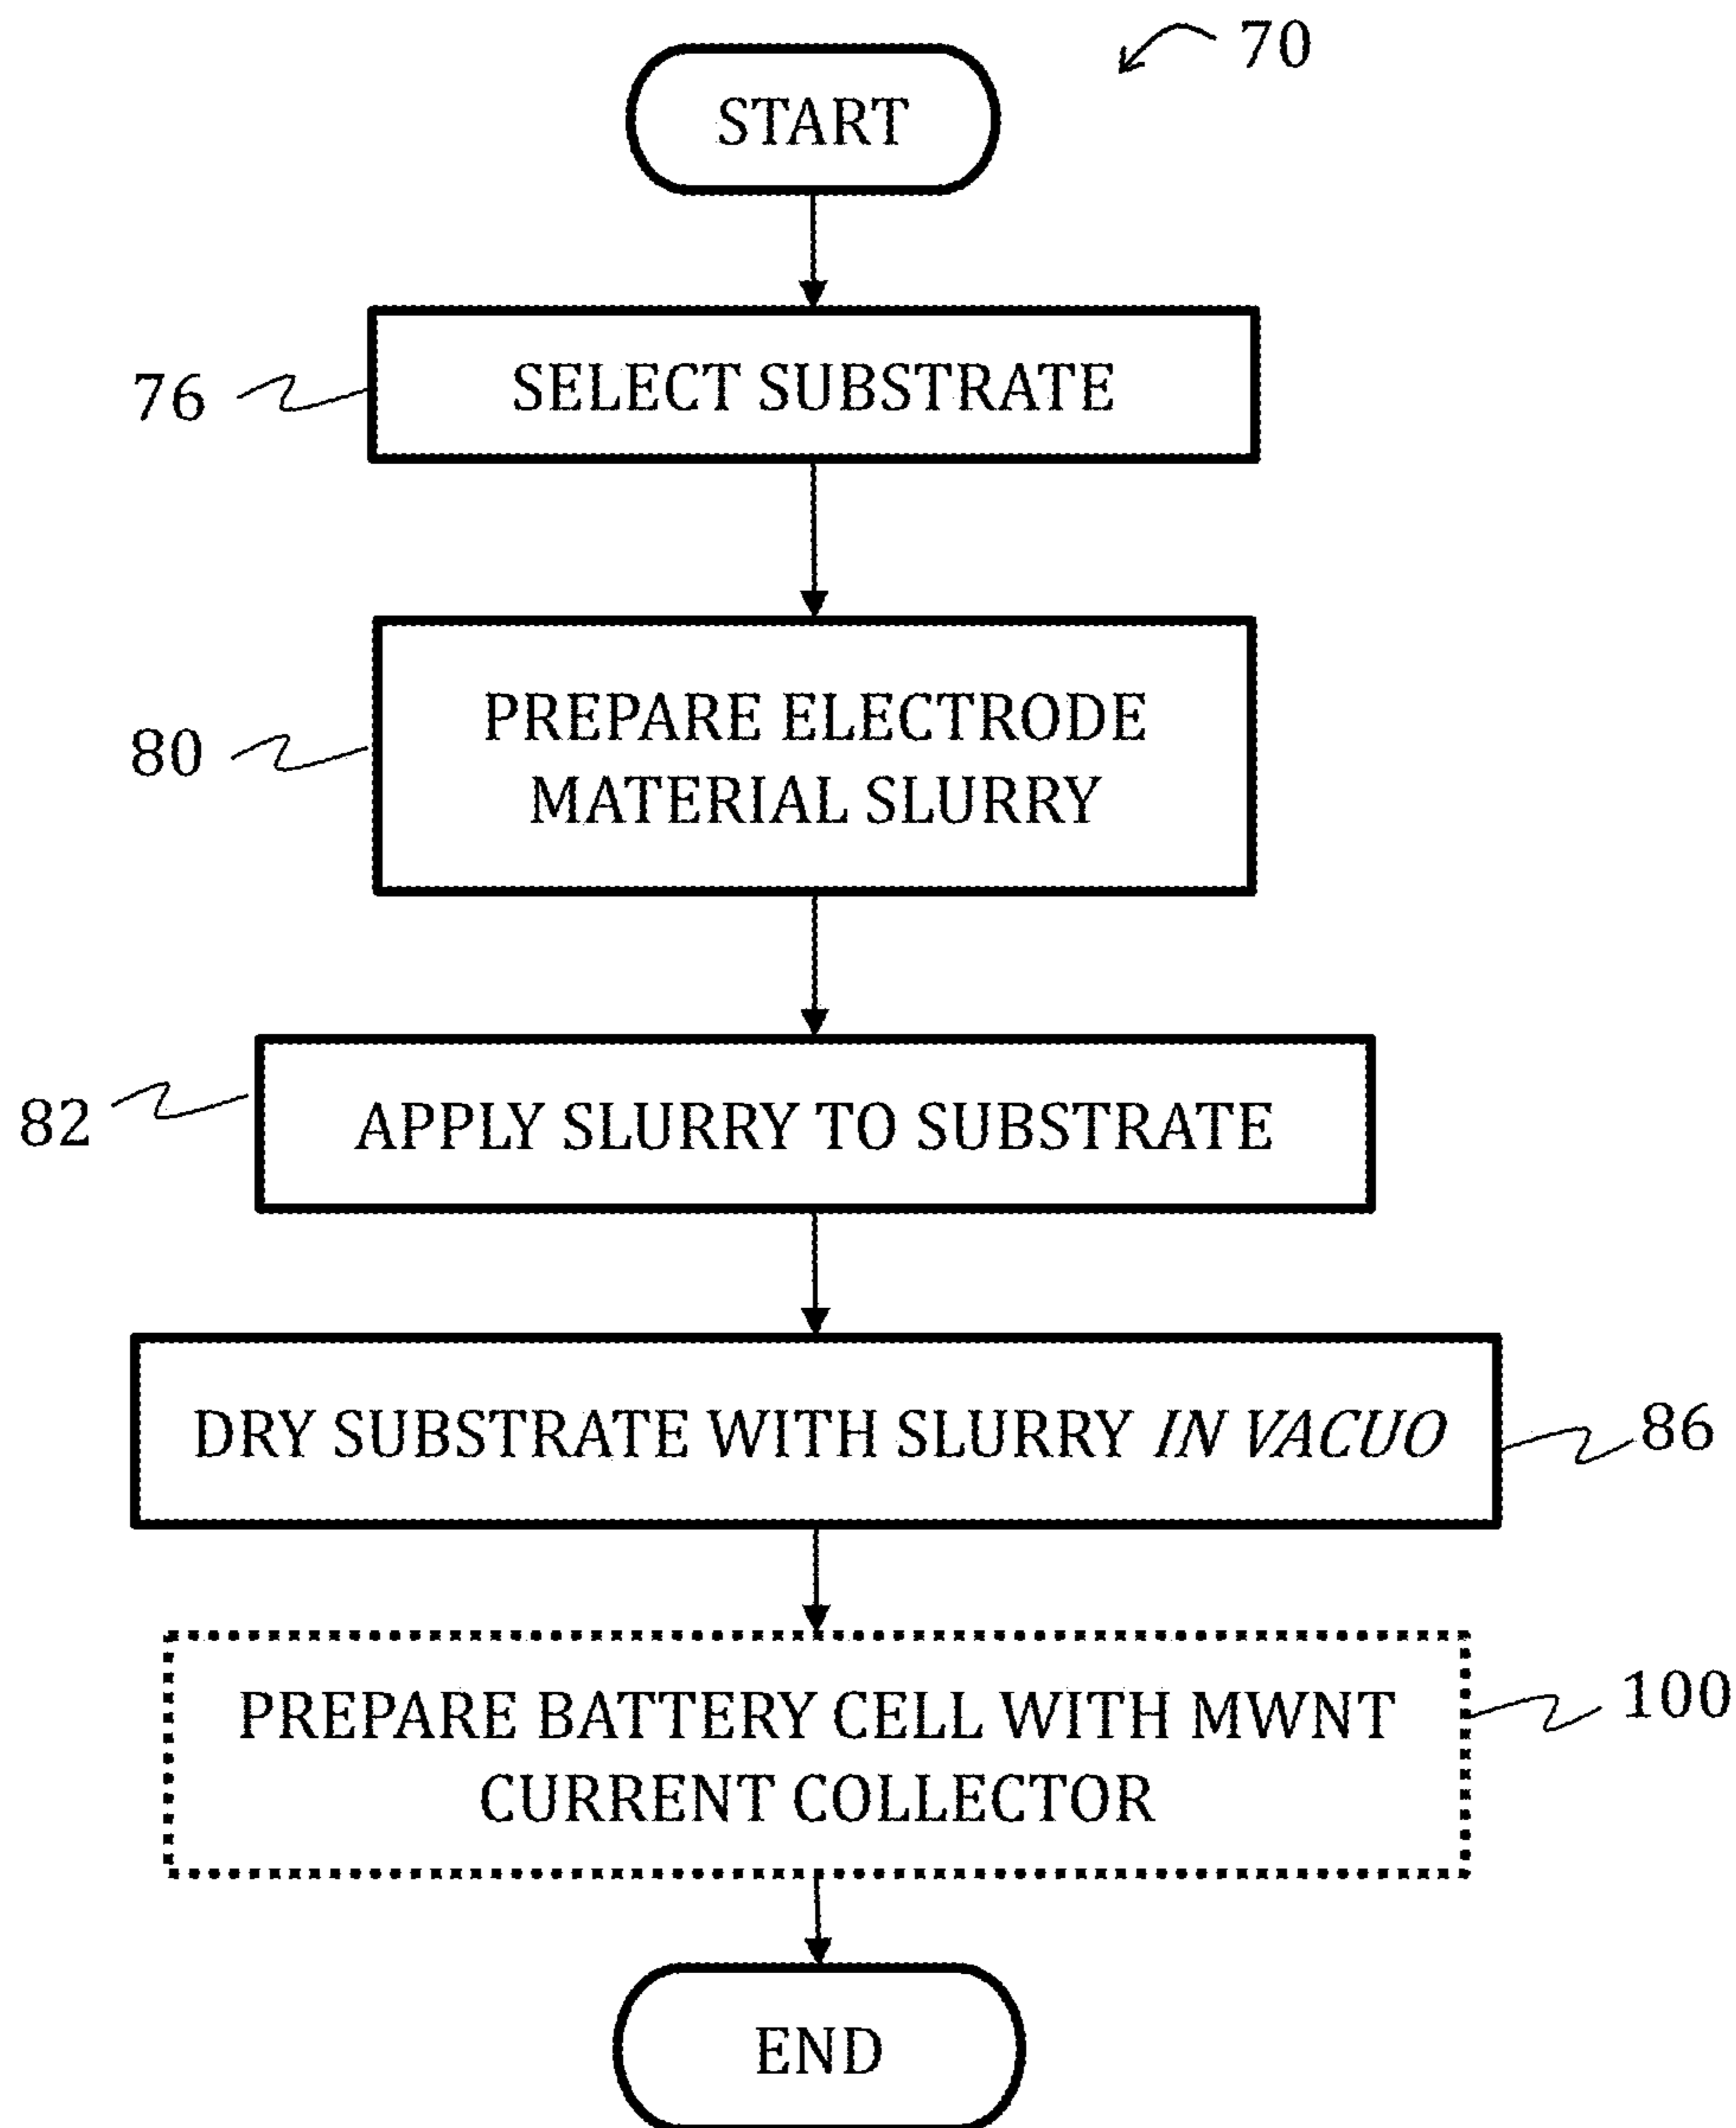 70
START
76
SELECT SUBSTRATE
80
PREPARE ELECTRODE
MATERIAL SLURRY
82
APPLY SLURRY TO SUBSTRATE
DRY SUBSTRATE WITH SLURRY IN VACUO
86
PREPARE BATTERY CELL WITH MWNT
CURRENT COLLECTOR
100
END